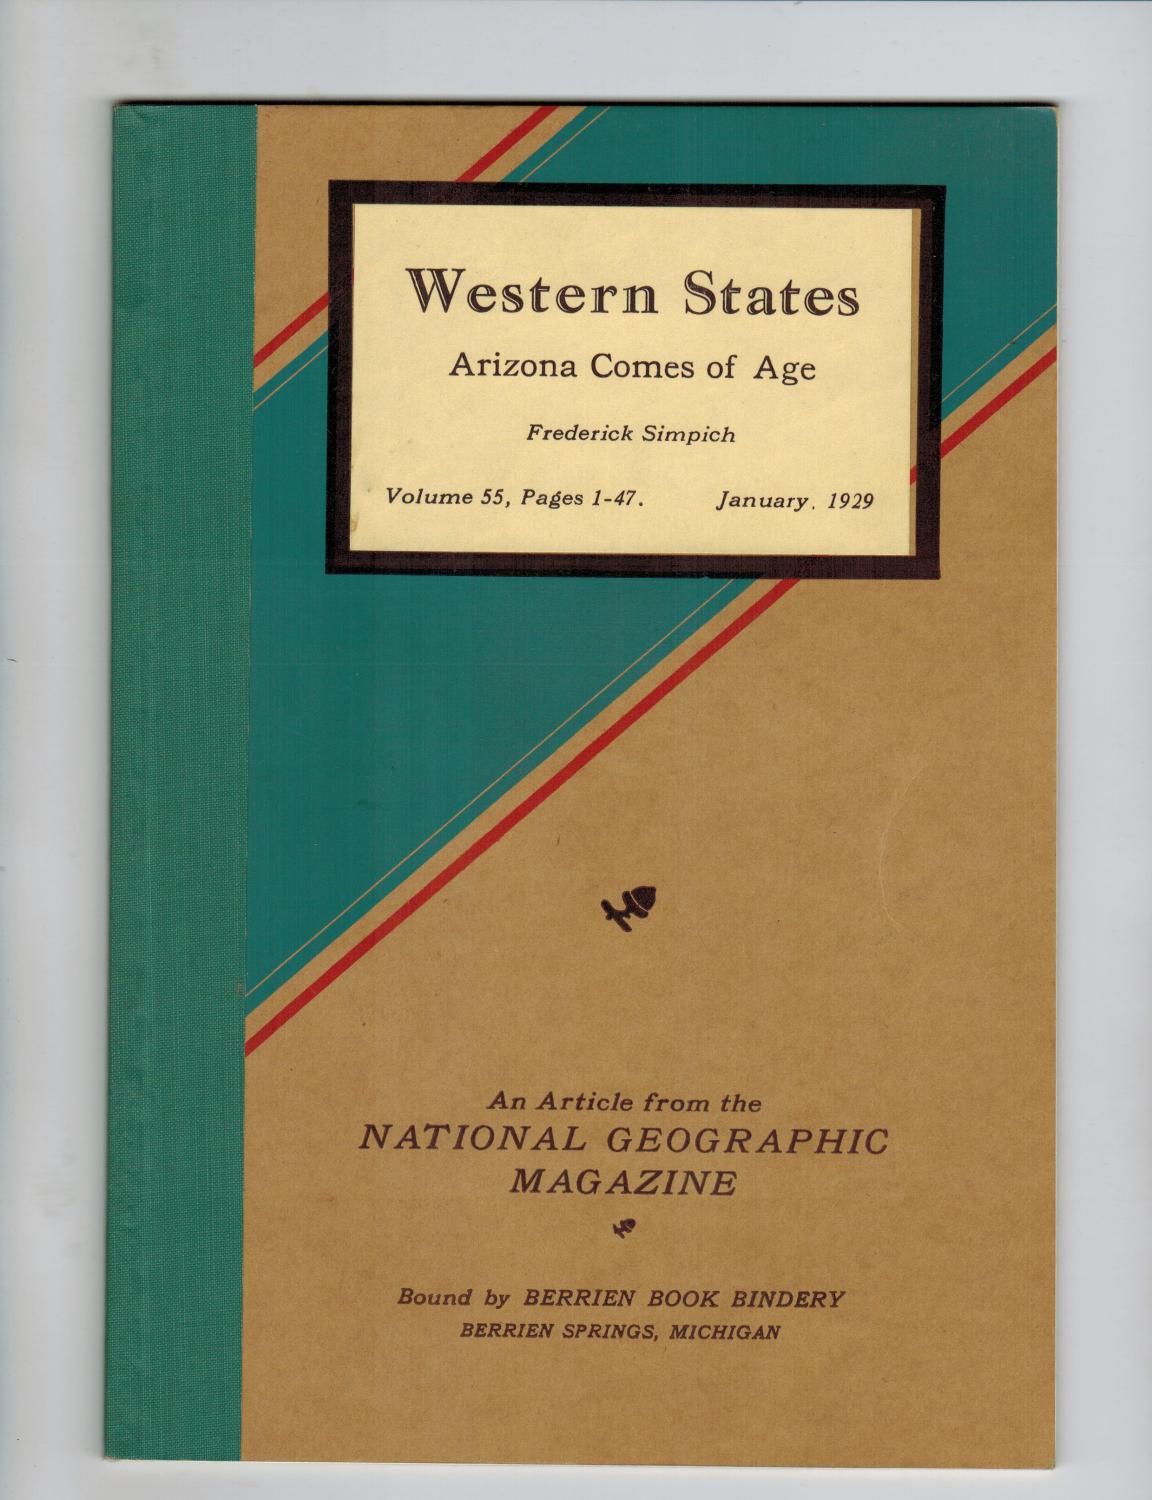 Western States
Arizona Comes of Age
Frederick Simpich
Volume 55, Pages 1-47. January, 1929
An Article from the
NATIONAL GEOGRAPHIC
MAGAZINE
Bound by BERRIEN BOOK BINDERY
BERRIEN SPRINGS, MICHIGAN